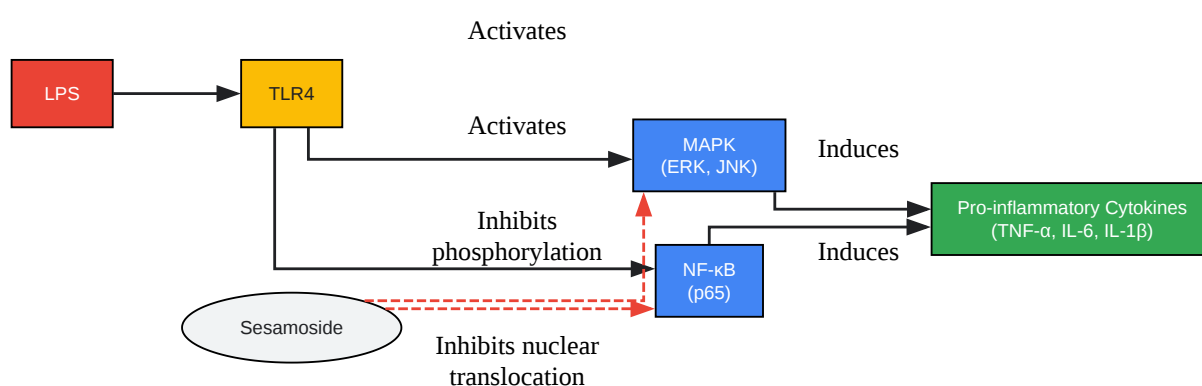 Activates
LPS
TLR4
Activates
MAPK
(ERK, JNK)
Induces
Pro-inflammatory Cytokines
(TNF-α, IL-6, IL-1β)
Inhibits
phosphorylation
NF-κB
(p65)
Induces
Sesamoside
Inhibits nuclear
translocation